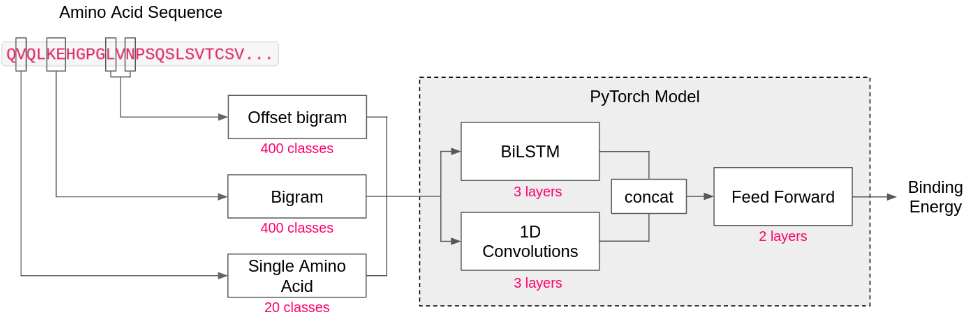 Amino Acid Sequence
QVQLKEHGPGLVNPSQSLSVTCSV...
PyTorch Model
Offset bigram
400 classes
Bigram
400 classes
Single Amino
Acid
20 classes
BiLSTM
3 layers
1D
Convolutions
3 layers
concat
Feed Forward
2 layers
Binding
Energy